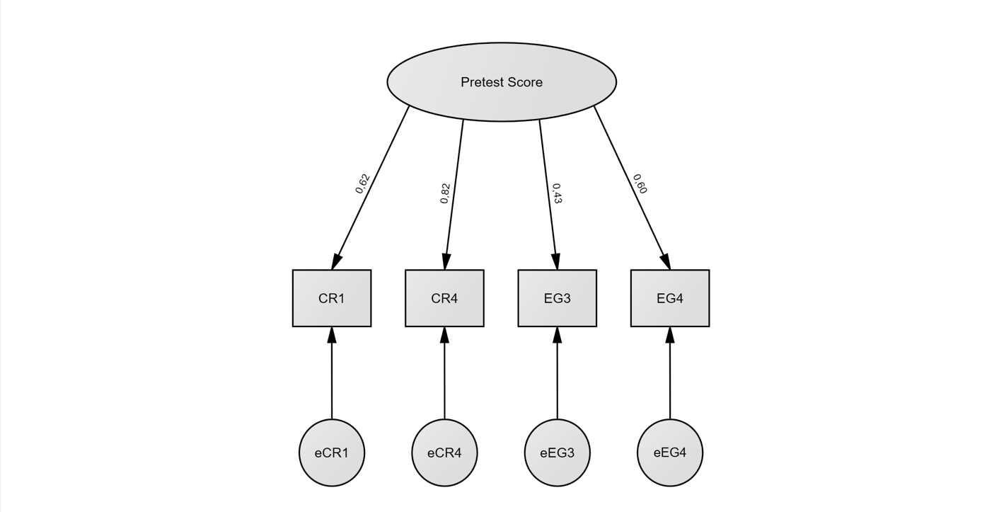 Pretest Score
0,62
0,82
0,43
0,60
CR1
CR4
EG3
EG4
eCR1
eCR4
eEG3
eEG4